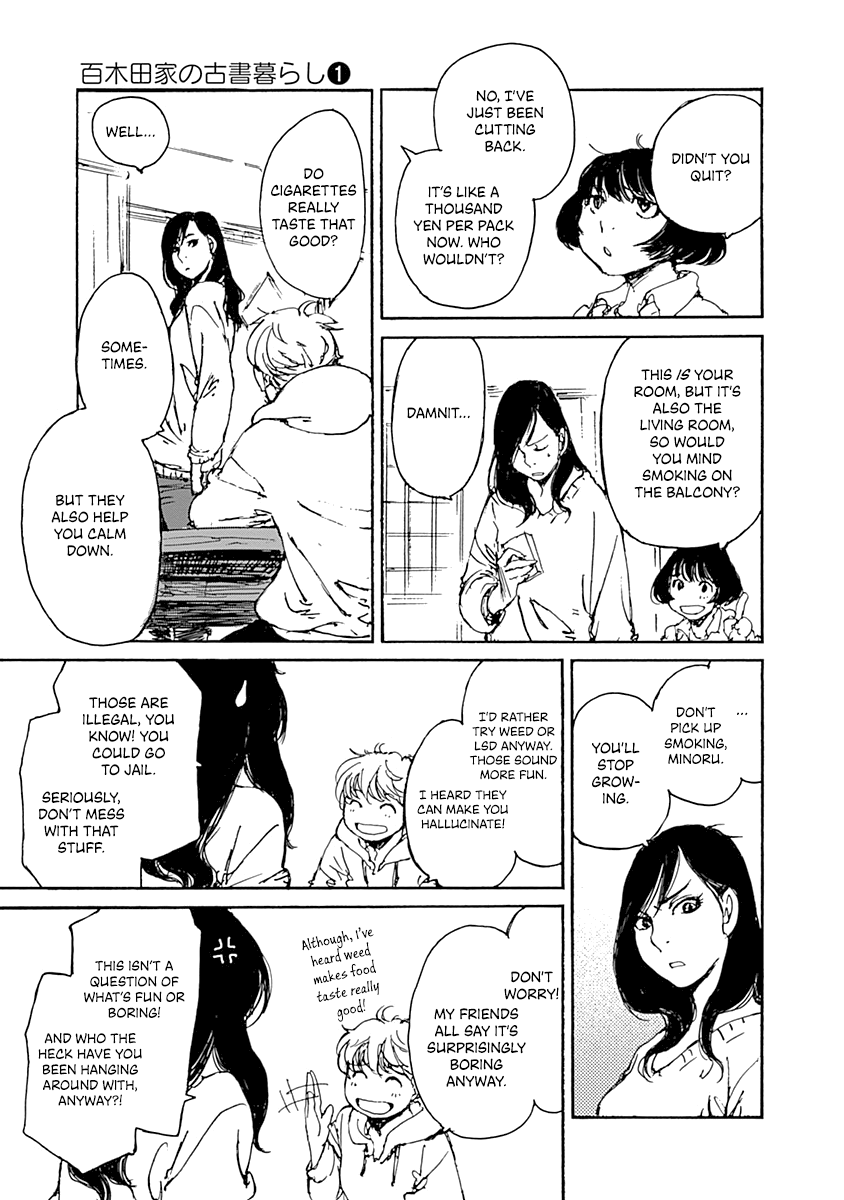 百木田家の古書暮らし❶
DIDN'T YOU
QUIT?
NO, I'VE
JUST BEEN
CUTTING
BACK.
IT'S LIKE A
THOUSAND
YEN PER PACK
NOW. WHO
WOULDN'T?
THIS IS YOUR
ROOM, BUT IT'S
ALSO THE
LIVING ROOM,
SO WOULD
YOU MIND
SMOKING ON
THE BALCONY?
DAMNIT...
DO
CIGARETTES
REALLY
TASTE THAT
GOOD?
WELL...
SOME-
TIMES.
BUT THEY
ALSO HELP
YOU CALM
DOWN.
...
DON'T
PICK UP
SMOKING,
MINORU.
YOU'LL
STOP
GROW-
ING.
I'D RATHER
TRY WEED OR
LSD ANYWAY.
THOSE SOUND
MORE FUN.
I HEARD THEY
CAN MAKE YOU
HALLUCINATE!
THOSE ARE
ILLEGAL, YOU
KNOW! YOU
COULD GO
TO JAIL.
SERIOUSLY,
DON'T MESS
WITH THAT
STUFF.
DON'T
WORRY!
MY FRIENDS
ALL SAY IT'S
SURPRISINGLY
BORING
ANYWAY.
Although, I've
heard weed
makes food
taste really
good!
THIS ISN'T A
QUESTION OF
WHAT'S FUN OR
BORING!
AND WHO THE
HECK HAVE YOU
BEEN HANGING
AROUND WITH,
ANYWAY?!